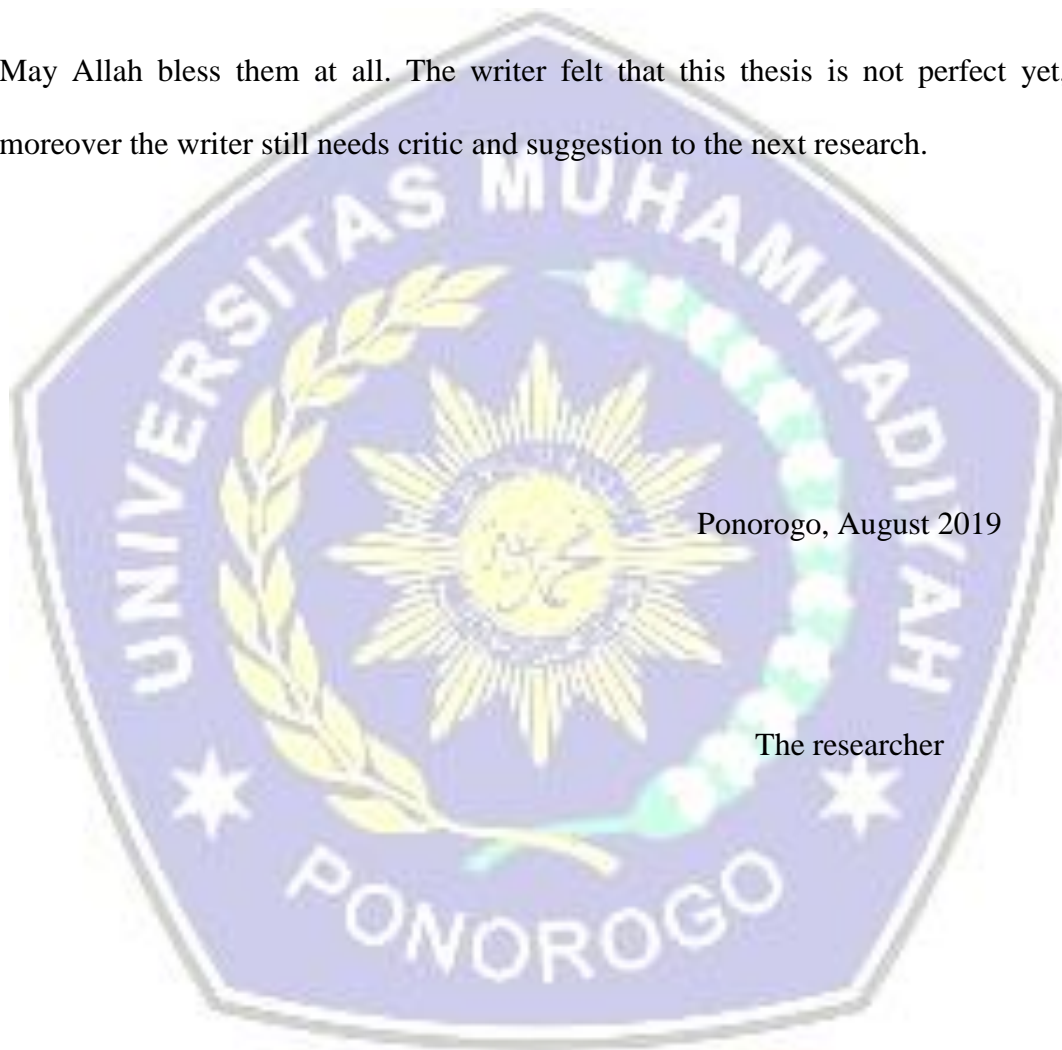 May Allah bless them at all. The writer felt that this thesis is not perfect yet,
moreover the writer still needs critic and suggestion to the next research.
UNIVERSITAS MUHAMMADIYAH
Ponorogo, August 2019
The researcher
PONOROGO